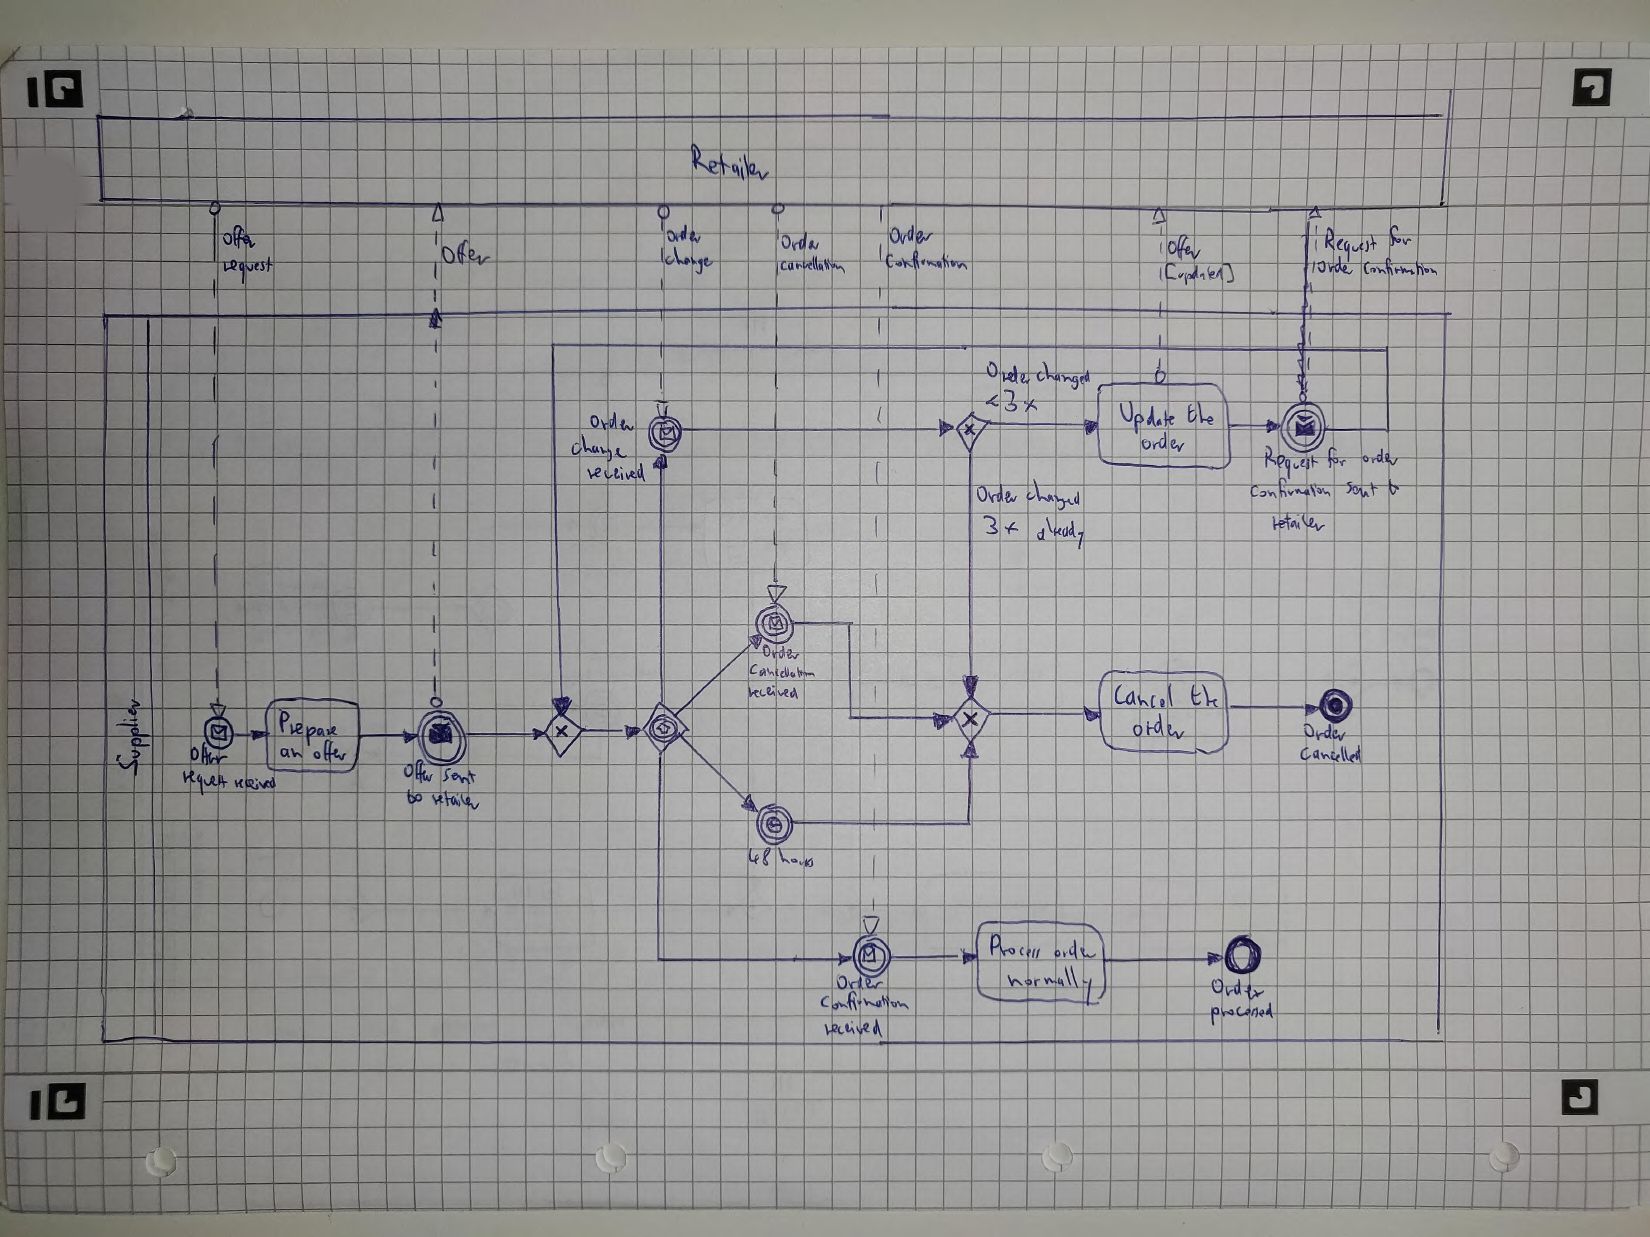 Retailer
Offer
request
Offer
Order
change
Order
cancellation
Order
Confirmation
Offer
[updated]
Request for
Order Confirmation
Order changed
<3x
Order
change
received
Update the
order
Request for order
Confirmation sent to
retailer
Order changed
3x already
Order
Cancellation
received
Supplier
Offer
request received
Prepare
an offer
Offer sent
to retailer
Cancel the
order
Order
Cancelled
48 hours
Order
Confirmation
received
Process order
normally
Order
processed